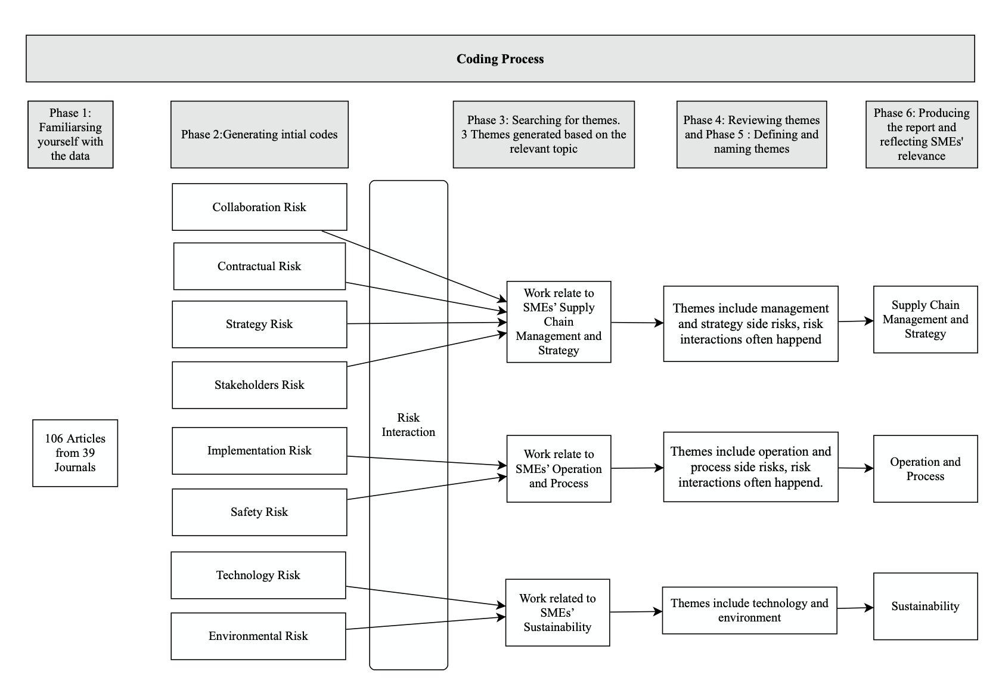 Coding Process
Phase 1:
Familiarsing
yourself with
the data
Phase 2:Generating intial codes
Phase 3: Searching for themes.
3 Themes generated based on the
relevant topic
Phase 4: Reviewing themes
and Phase 5 : Defining and
naming themes
Phase 6: Producing
the report and
reflecting SMEs'
relevance
106 Articles
from 39
Journals
Collaboration Risk
Contractual Risk
Strategy Risk
Stakeholders Risk
Implementation Risk
Safety Risk
Technology Risk
Environmental Risk
Risk
Interaction
Work relate to
SMEs’ Supply
Chain
Management and
Strategy
Themes include management
and strategy side risks, risk
interactions often happend
Supply Chain
Management and
Strategy
Work relate to
SMEs’ Operation
and Process
Themes include operation and
process side risks, risk
interactions often happend.
Operation and
Process
Work related to
SMEs’
Sustainability
Themes include technology and
environment
Sustainability